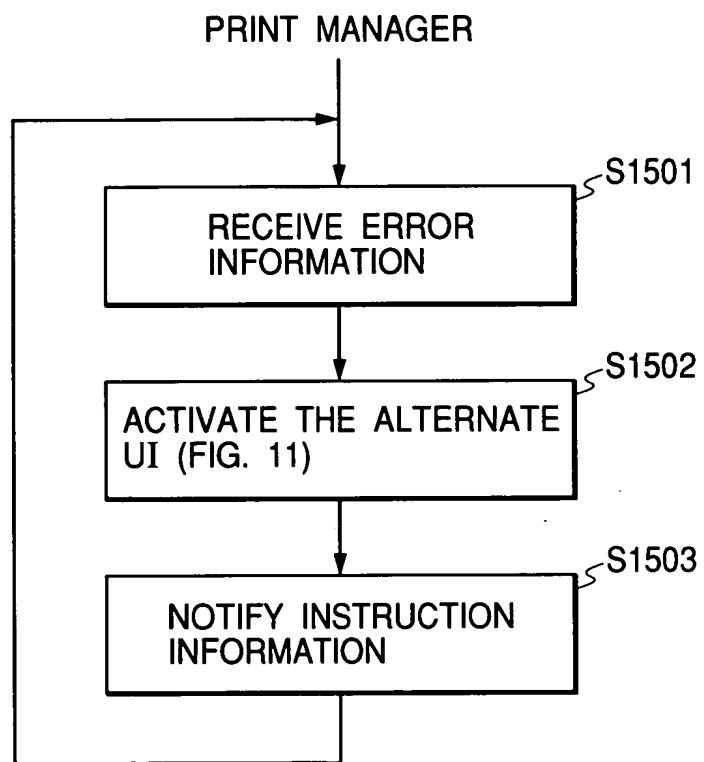 PRINT MANAGER
S1501
RECEIVE ERROR
INFORMATION
S1502
ACTIVATE THE ALTERNATE
UI (FIG. 11)
S1503
NOTIFY INSTRUCTION
INFORMATION